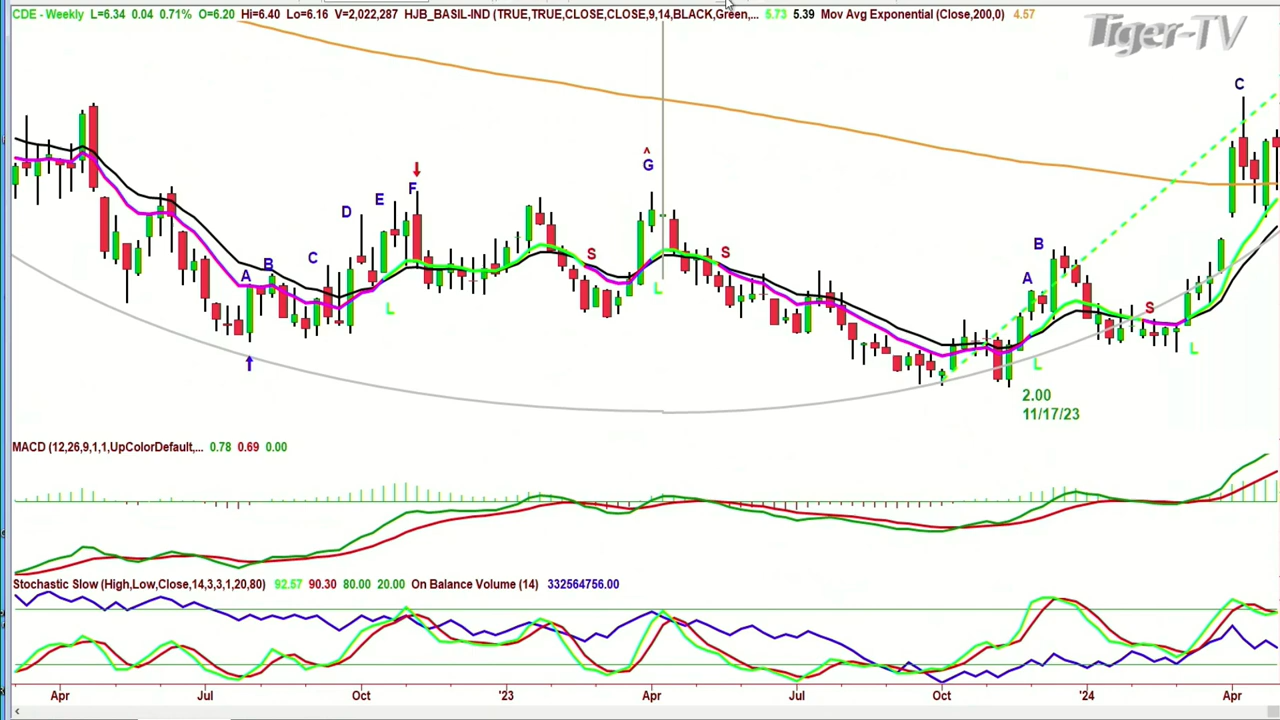 CDE - Weekly L=6.34 0.04 0.71% O=6.20 Hi=6.40 Lo=6.16 V=2,022,287 HJB_BASIL-IND (TRUE,TRUE,CLOSE,CLOSE,9,14,BLACK,Green,... 5.73 5.39 Mov Avg Exponential (Close,200,0) 4.57
Tiger-TV
C
^
G
F
E
D
B
A
C
B
A
S
S
B
A
S
L
L
L
L
2.00
11/17/23
MACD (12,26,9,1,1,UpColorDefault,... 0.78 0.69 0.00
Stochastic Slow (High,Low,Close,14,3,3,1,20,80) 92.57 90.30 80.00 20.00 On Balance Volume (14) 332564756.00
Apr Jul Oct '23 Apr Jul Oct '24 Apr